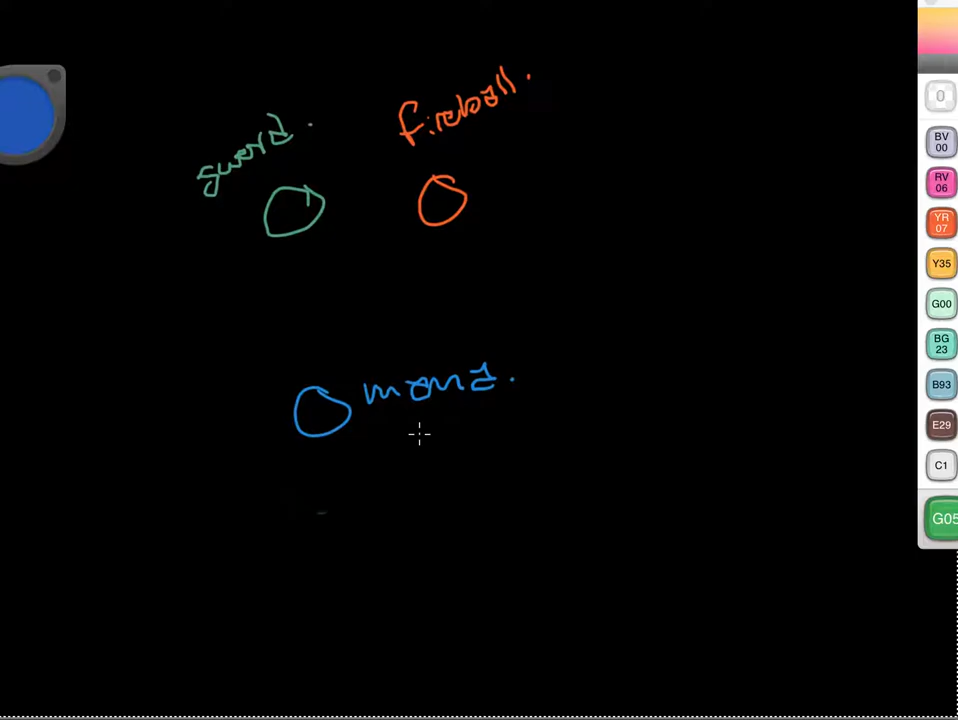 sword.
fireball.
mana.
0
BV
00
RV
06
YR
07
Y35
G00
BG
23
B93
E29
C1
G05